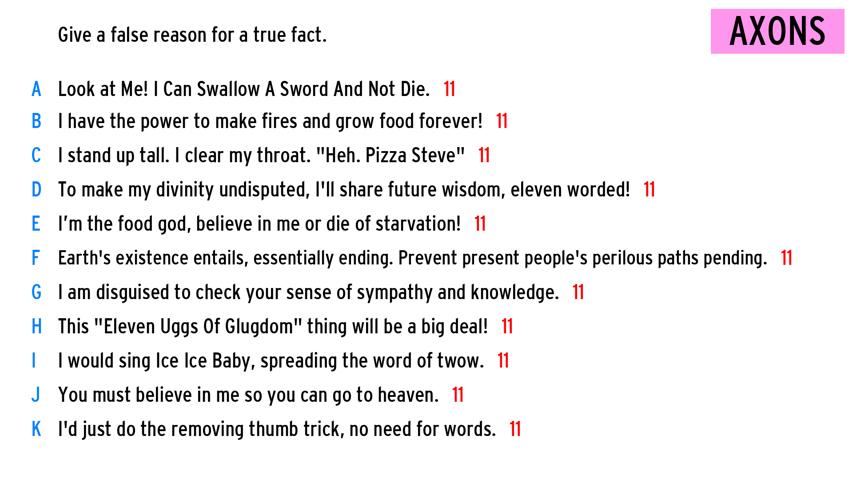 Give a false reason for a true fact.
AXONS
A Look at Me! I Can Swallow A Sword And Not Die. 11
B I have the power to make fires and grow food forever! 11
C I stand up tall. I clear my throat. "Heh. Pizza Steve" 11
D To make my divinity undisputed, I'll share future wisdom, eleven worded! 11
E I'm the food god, believe in me or die of starvation! 11
F Earth's existence entails, essentially ending. Prevent present people's perilous paths pending. 11
G I am disguised to check your sense of sympathy and knowledge. 11
H This "Eleven Uggs Of Glugdom" thing will be a big deal! 11
I I would sing Ice Ice Baby, spreading the word of twow. 11
J You must believe in me so you can go to heaven. 11
K I'd just do the removing thumb trick, no need for words. 11